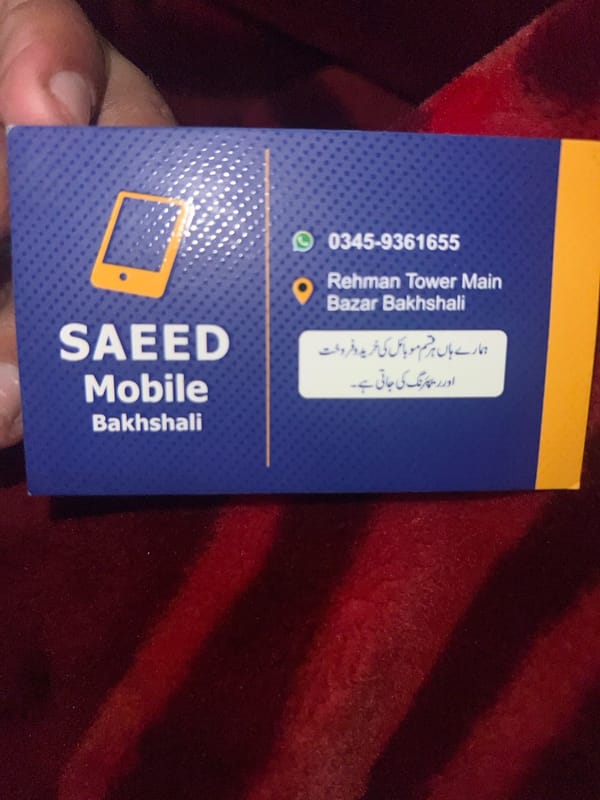 SAEED
Mobile
Bakhshali
0345-9361655
Rehman Tower Main
Bazar Bakhshali
ہمارے ہاں ہر قسم موبائل کی خرید و فروخت
اور ریپئرنگ کی جاتی ہے۔